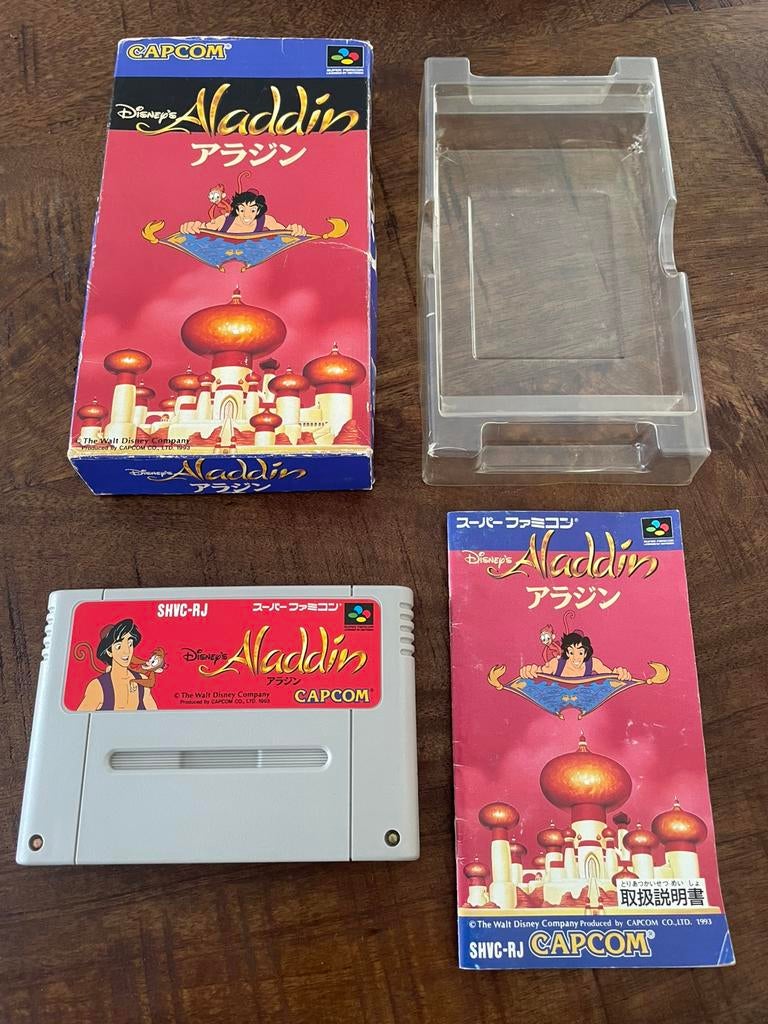 CAPCOM
SUPER FAMICOM
LICENSED BY NINTENDO
Disney's Aladdin
アラジン
© The Walt Disney Company
Produced by CAPCOM CO., LTD. 1993
Disney's Aladdin
アラジン
SHVC-RJ
スーパーファミコン
Disney's Aladdin
アラジン
© The Walt Disney Company
Produced by CAPCOM CO., LTD. 1993
CAPCOM
スーパーファミコン
Disney's Aladdin
アラジン
とりあつかいせつめいしょ
取扱説明書
© The Walt Disney Company Produced by CAPCOM CO.,LTD. 1993
SHVC-RJ CAPCOM